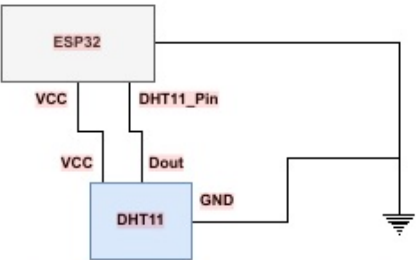 ESP32
VCC
DHT11_Pin
VCC
Dout
GND
DHT11